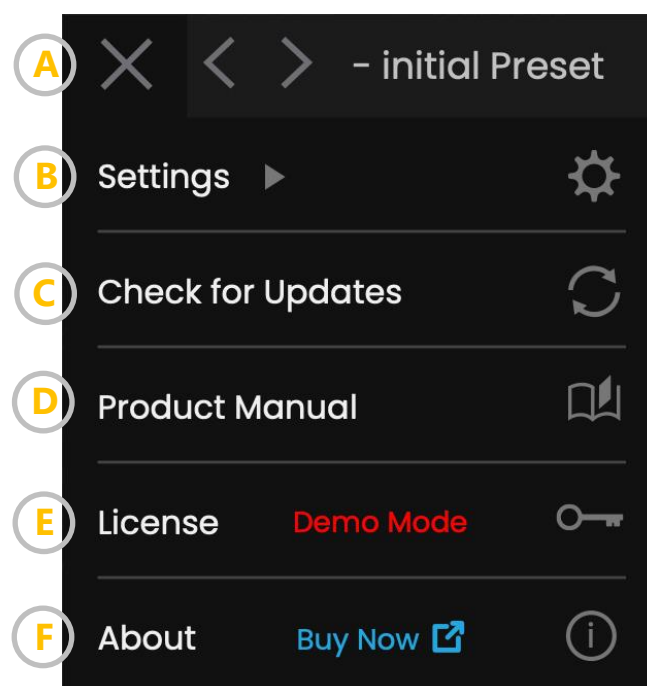 A - initial Preset
B Settings
C Check for Updates
D Product Manual
E License Demo Mode
F About Buy Now